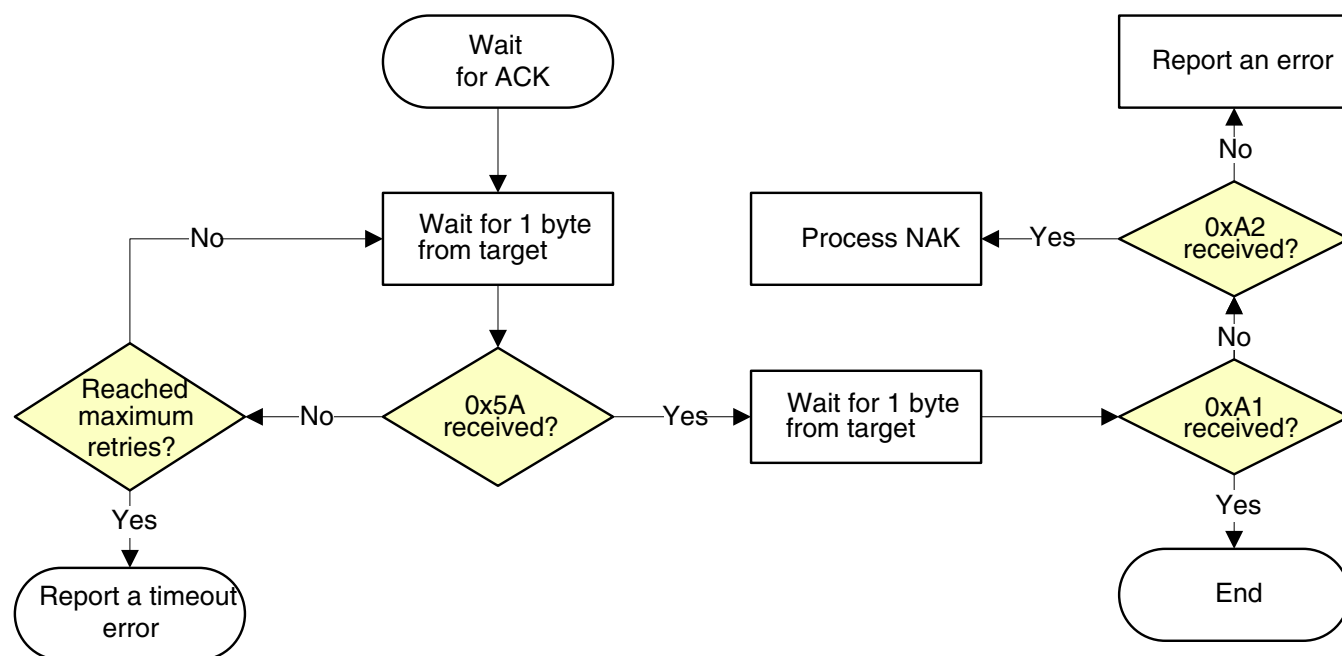 Wait
for ACK
Report an error
No
Wait for 1 byte
from target
No
Process NAK
Yes
0xA2
received?
No
Reached
maximum
retries?
No
0x5A
received?
Yes
Wait for 1 byte
from target
0xA1
received?
Yes
Yes
Report a timeout
error
End